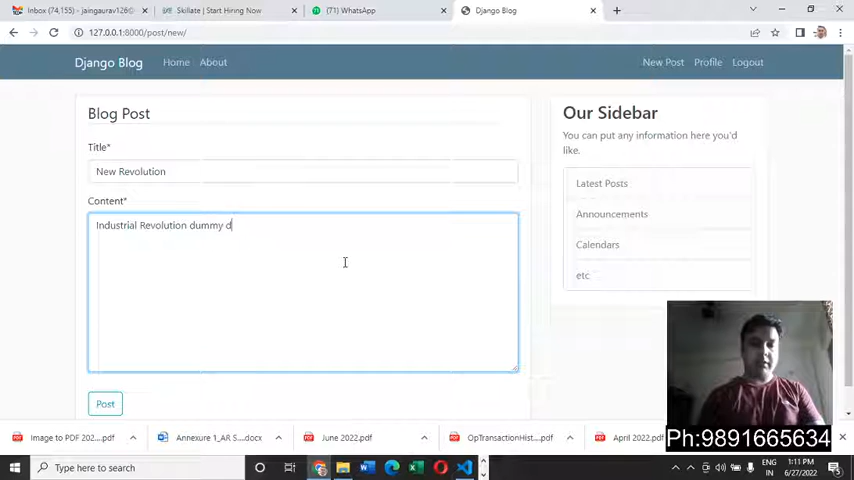 Inbox (74,155) - jaingaurav126@
Skillate | Start Hiring Now
(71) WhatsApp
Django Blog
127.0.0.1:8000/post/new/
Django Blog
Home
About
New Post
Profile
Logout
Blog Post
Title*
New Revolution
Content*
Industrial Revolution dummy d
Post
Our Sidebar
You can put any information here you'd
like.
Latest Posts
Announcements
Calendars
etc
Ph:9891665634
Image to PDF 202....pdf
Annexure 1_AR S....docx
June 2022.pdf
OpTransactionHist....pdf
April 2022.pdf
Type here to search
ENG
IN
1:11 PM
6/27/2022